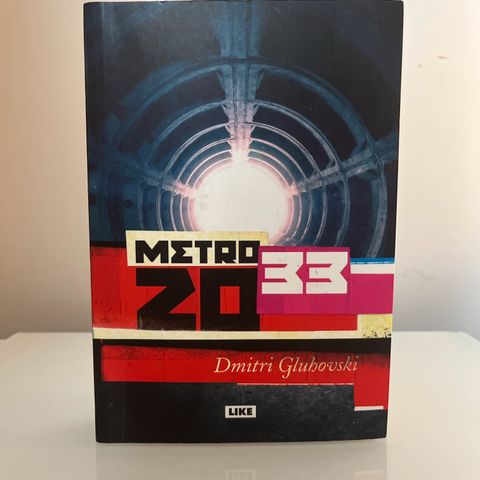 METRO
2033
Dmitri Gluhovski
LIKE